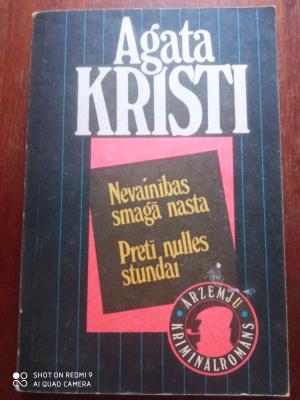 Agata
KRISTI
Nevainības
smagā nasta
Pretī nulles
stundai
ĀRZEMJU
KRIMINĀLROMĀNS
SHOT ON REDMI 9
AI QUAD CAMERA